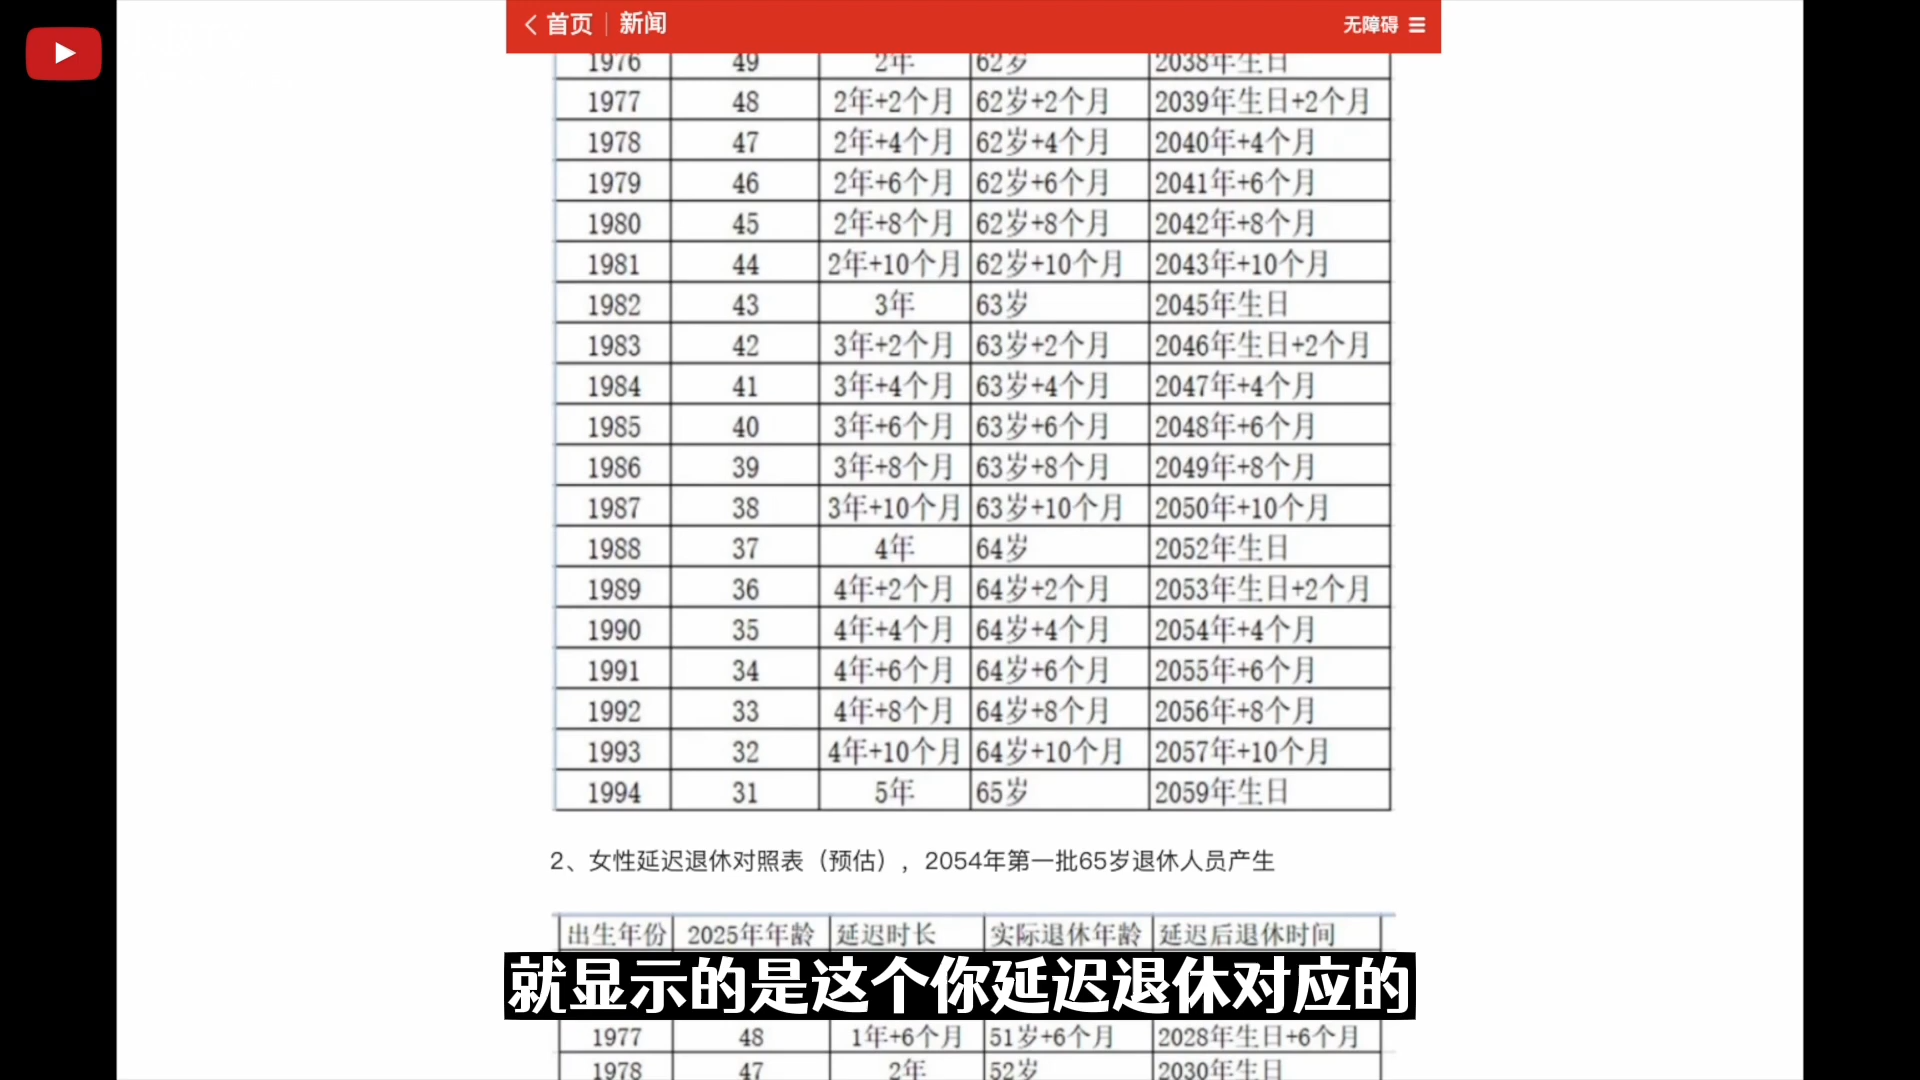 首页 新闻 无障碍
1976 49 2年 62岁 2038年生日
1977 48 2年+2个月 62岁+2个月 2039年生日+2个月
1978 47 2年+4个月 62岁+4个月 2040年+4个月
1979 46 2年+6个月 62岁+6个月 2041年+6个月
1980 45 2年+8个月 62岁+8个月 2042年+8个月
1981 44 2年+10个月 62岁+10个月 2043年+10个月
1982 43 3年 63岁 2045年生日
1983 42 3年+2个月 63岁+2个月 2046年生日+2个月
1984 41 3年+4个月 63岁+4个月 2047年+4个月
1985 40 3年+6个月 63岁+6个月 2048年+6个月
1986 39 3年+8个月 63岁+8个月 2049年+8个月
1987 38 3年+10个月 63岁+10个月 2050年+10个月
1988 37 4年 64岁 2052年生日
1989 36 4年+2个月 64岁+2个月 2053年生日+2个月
1990 35 4年+4个月 64岁+4个月 2054年+4个月
1991 34 4年+6个月 64岁+6个月 2055年+6个月
1992 33 4年+8个月 64岁+8个月 2056年+8个月
1993 32 4年+10个月 64岁+10个月 2057年+10个月
1994 31 5年 65岁 2059年生日
2、女性延迟退休对照表（预估），2054年第一批65岁退休人员产生
出生年份 2025年年龄 延迟时长 实际退休年龄 延迟后退休时间
就显示的是这个你延迟退休对应的
1977 48 1年+6个月 51岁+6个月 2028年生日+6个月
1978 47 2年 52岁 2030年生日